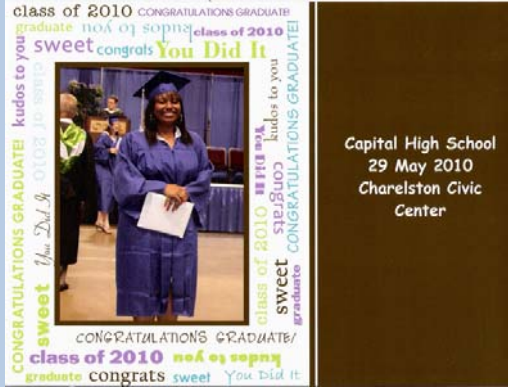 class of 2010 CONGRATULATIONS GRADUATE!
graduate kudos to you class of 2010
sweet congrats You Did It
kudos to you
CONGRATULATIONS GRADUATE!
class of 2010
You Did It
sweet
kudos to you
You Did It
congrats
CONGRATULATIONS GRADUATE!
class of 2010
sweet
graduate
CONGRATULATIONS GRADUATE!
class of 2010 kudos to you
graduate congrats sweet You Did It
Capital High School
29 May 2010
Charelston Civic
Center